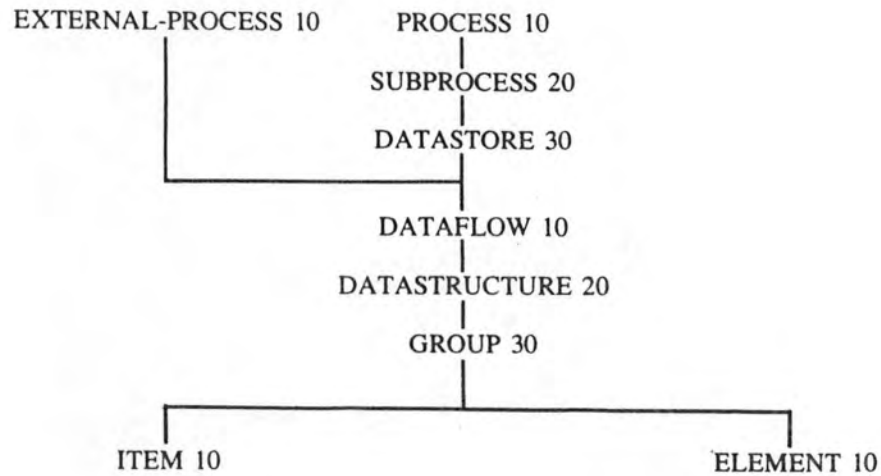 EXTERNAL-PROCESS 10 PROCESS 10
SUBPROCESS 20
DATASTORE 30
DATAFLOW 10
DATASTRUCTURE 20
GROUP 30
ITEM 10 ELEMENT 10